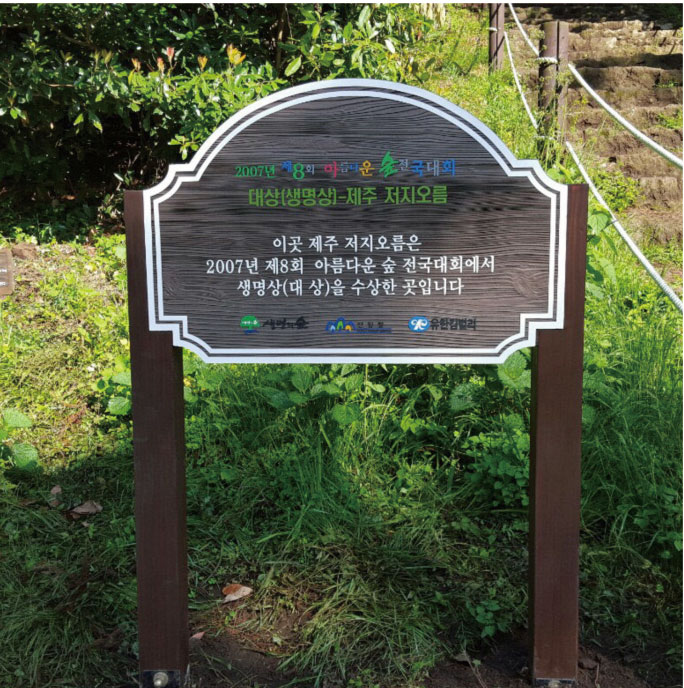 2007년 제8회 아름다운 숲 전국대회
대상(생명상)-제주 저지오름
이곳 제주 저지오름은
2007년 제8회 아름다운 숲 전국대회에서
생명상(대 상)을 수상한 곳입니다
생명의숲 산림청 유한킴벌리